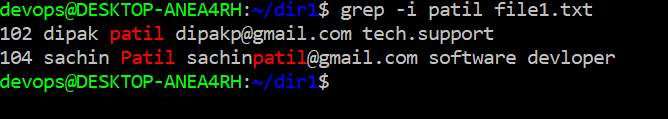 devops@DESKTOP-ANEA4RH:~/dir1$ grep -i patil file1.txt
102 dipak patil dipakp@gmail.com tech.support
104 sachin Patil sachinpatil@gmail.com software devloper
devops@DESKTOP-ANEA4RH:~/dir1$